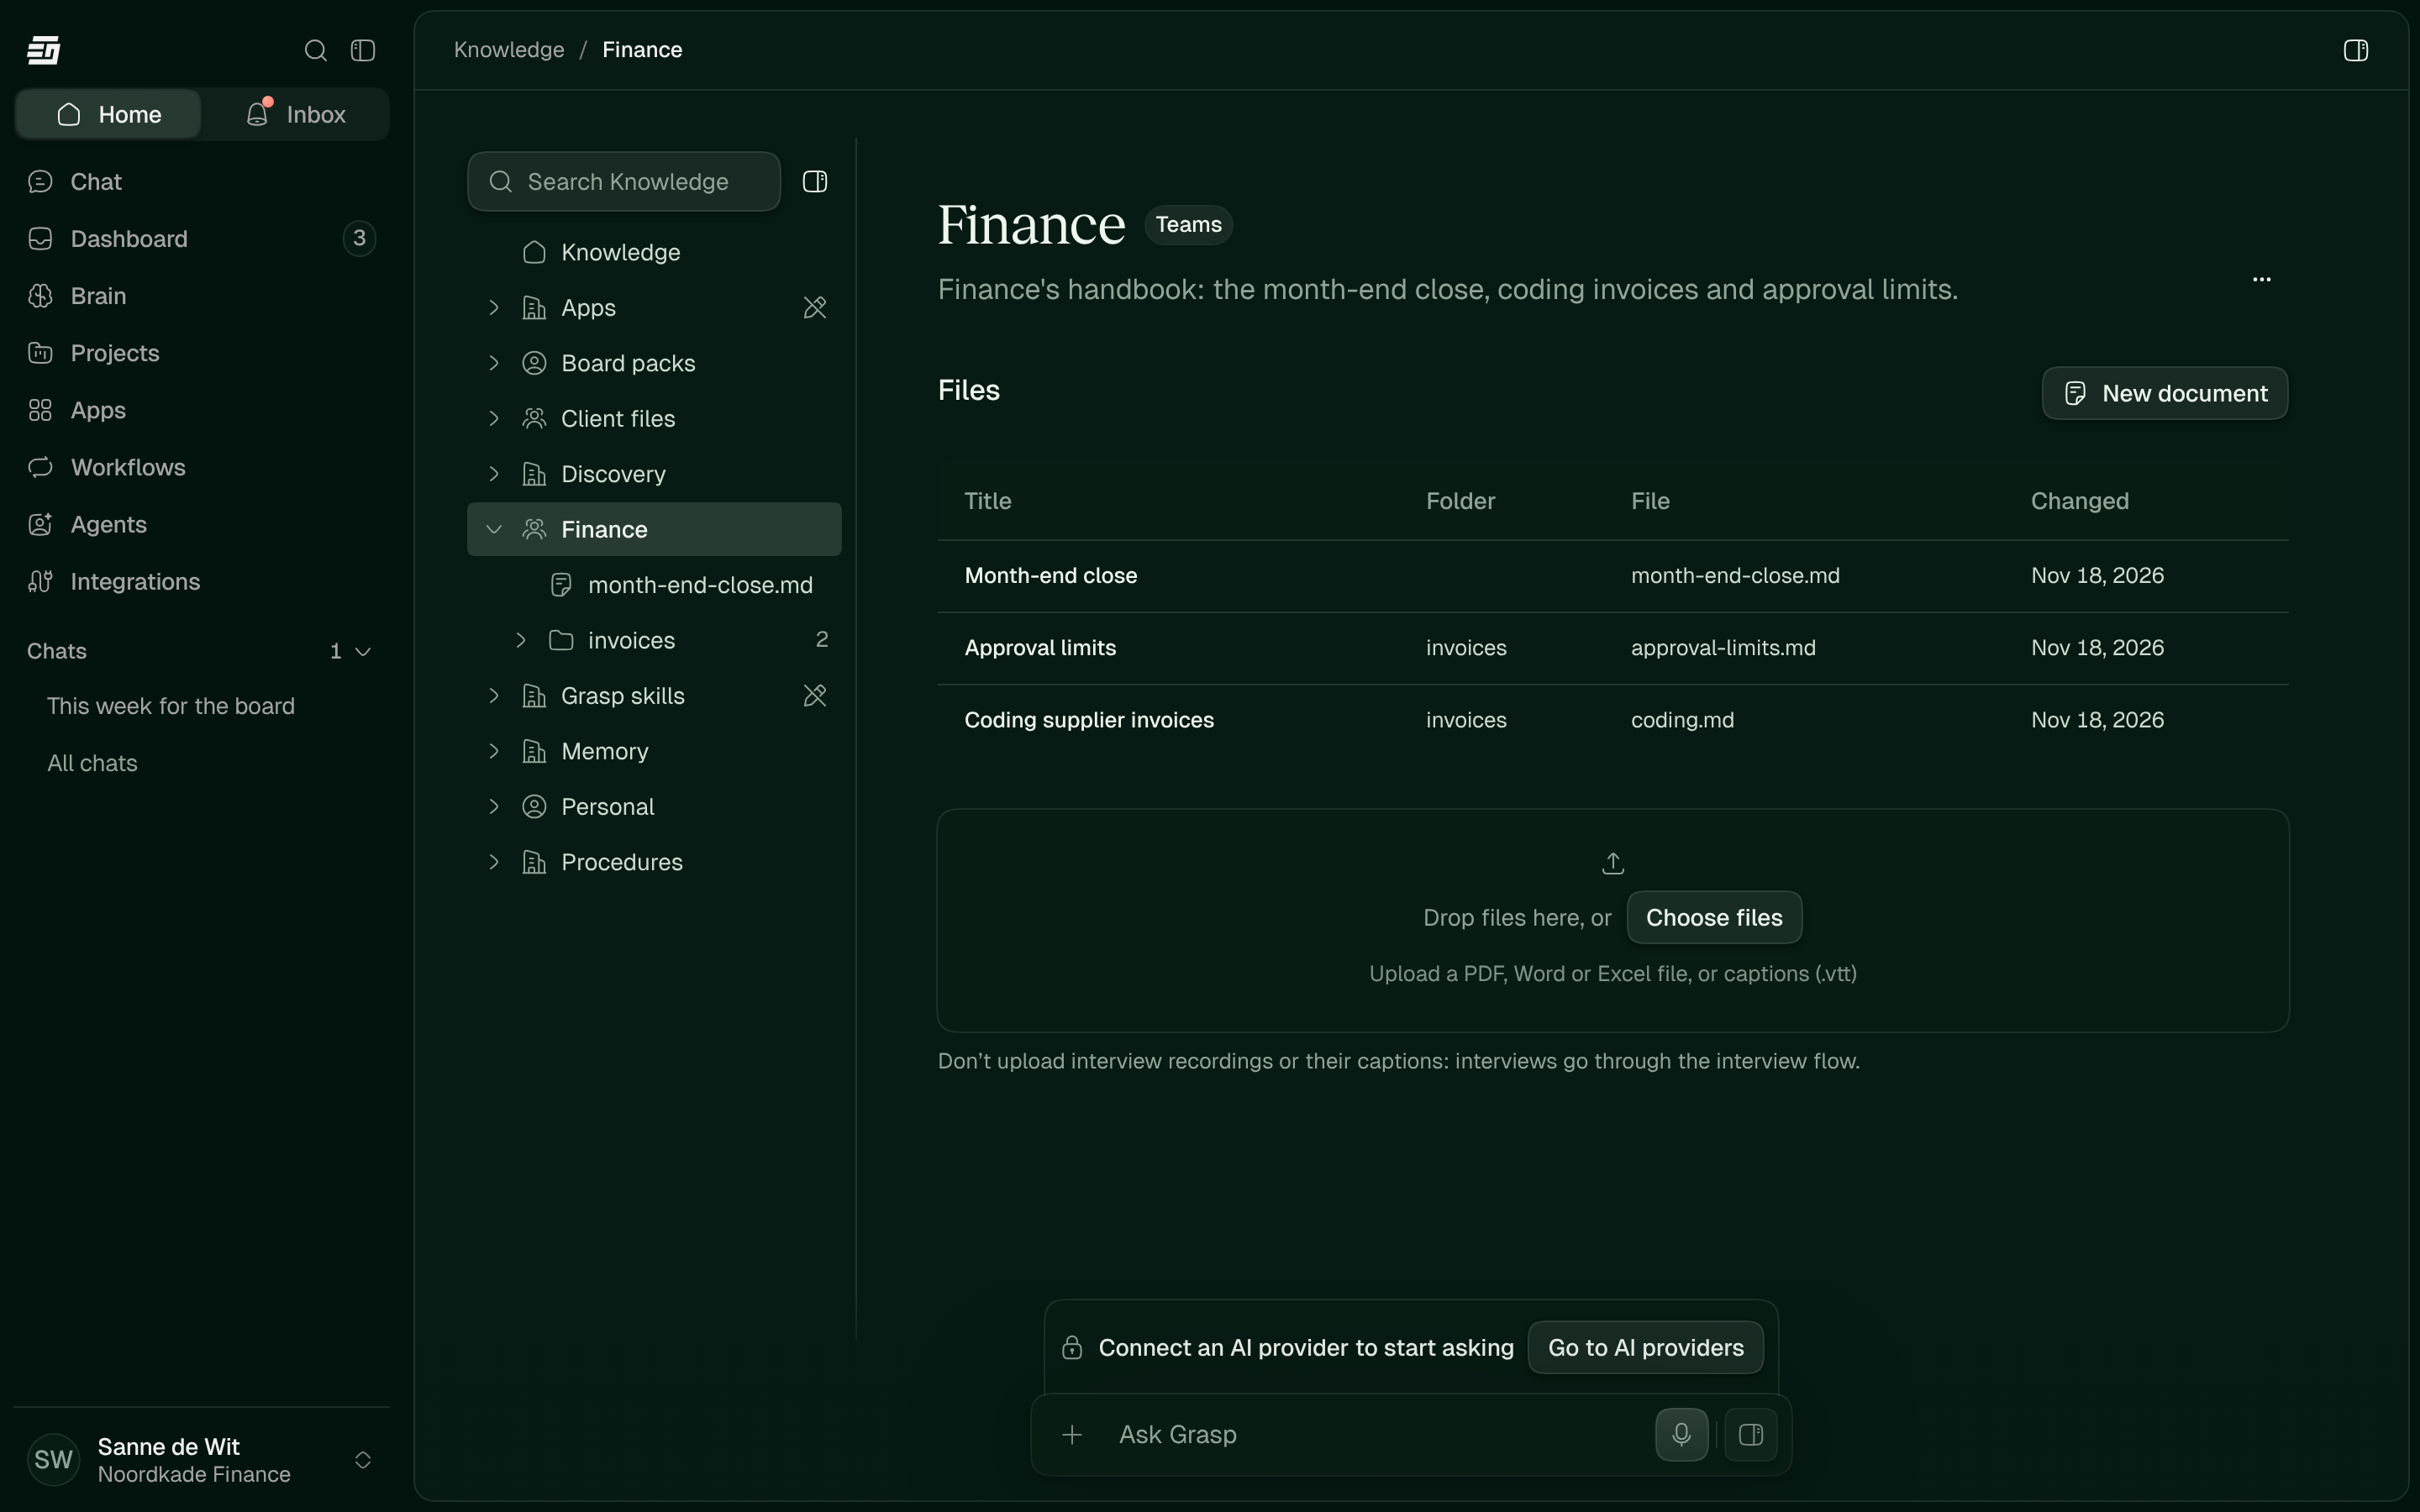 Home
Inbox
Chat
Dashboard 3
Brain
Projects
Apps
Workflows
Agents
Integrations
Chats 1
This week for the board
All chats
SW
Sanne de Wit
Noordkade Finance
Knowledge / Finance
Search Knowledge
Knowledge
Apps
Board packs
Client files
Discovery
Finance
month-end-close.md
invoices 2
Grasp skills
Memory
Personal
Procedures
Finance Teams
Finance's handbook: the month-end close, coding invoices and approval limits.
Files
New document
Title Folder File Changed
Month-end close month-end-close.md Nov 18, 2026
Approval limits invoices approval-limits.md Nov 18, 2026
Coding supplier invoices invoices coding.md Nov 18, 2026
Drop files here, or Choose files
Upload a PDF, Word or Excel file, or captions (.vtt)
Don’t upload interview recordings or their captions: interviews go through the interview flow.
Connect an AI provider to start asking Go to AI providers
Ask Grasp